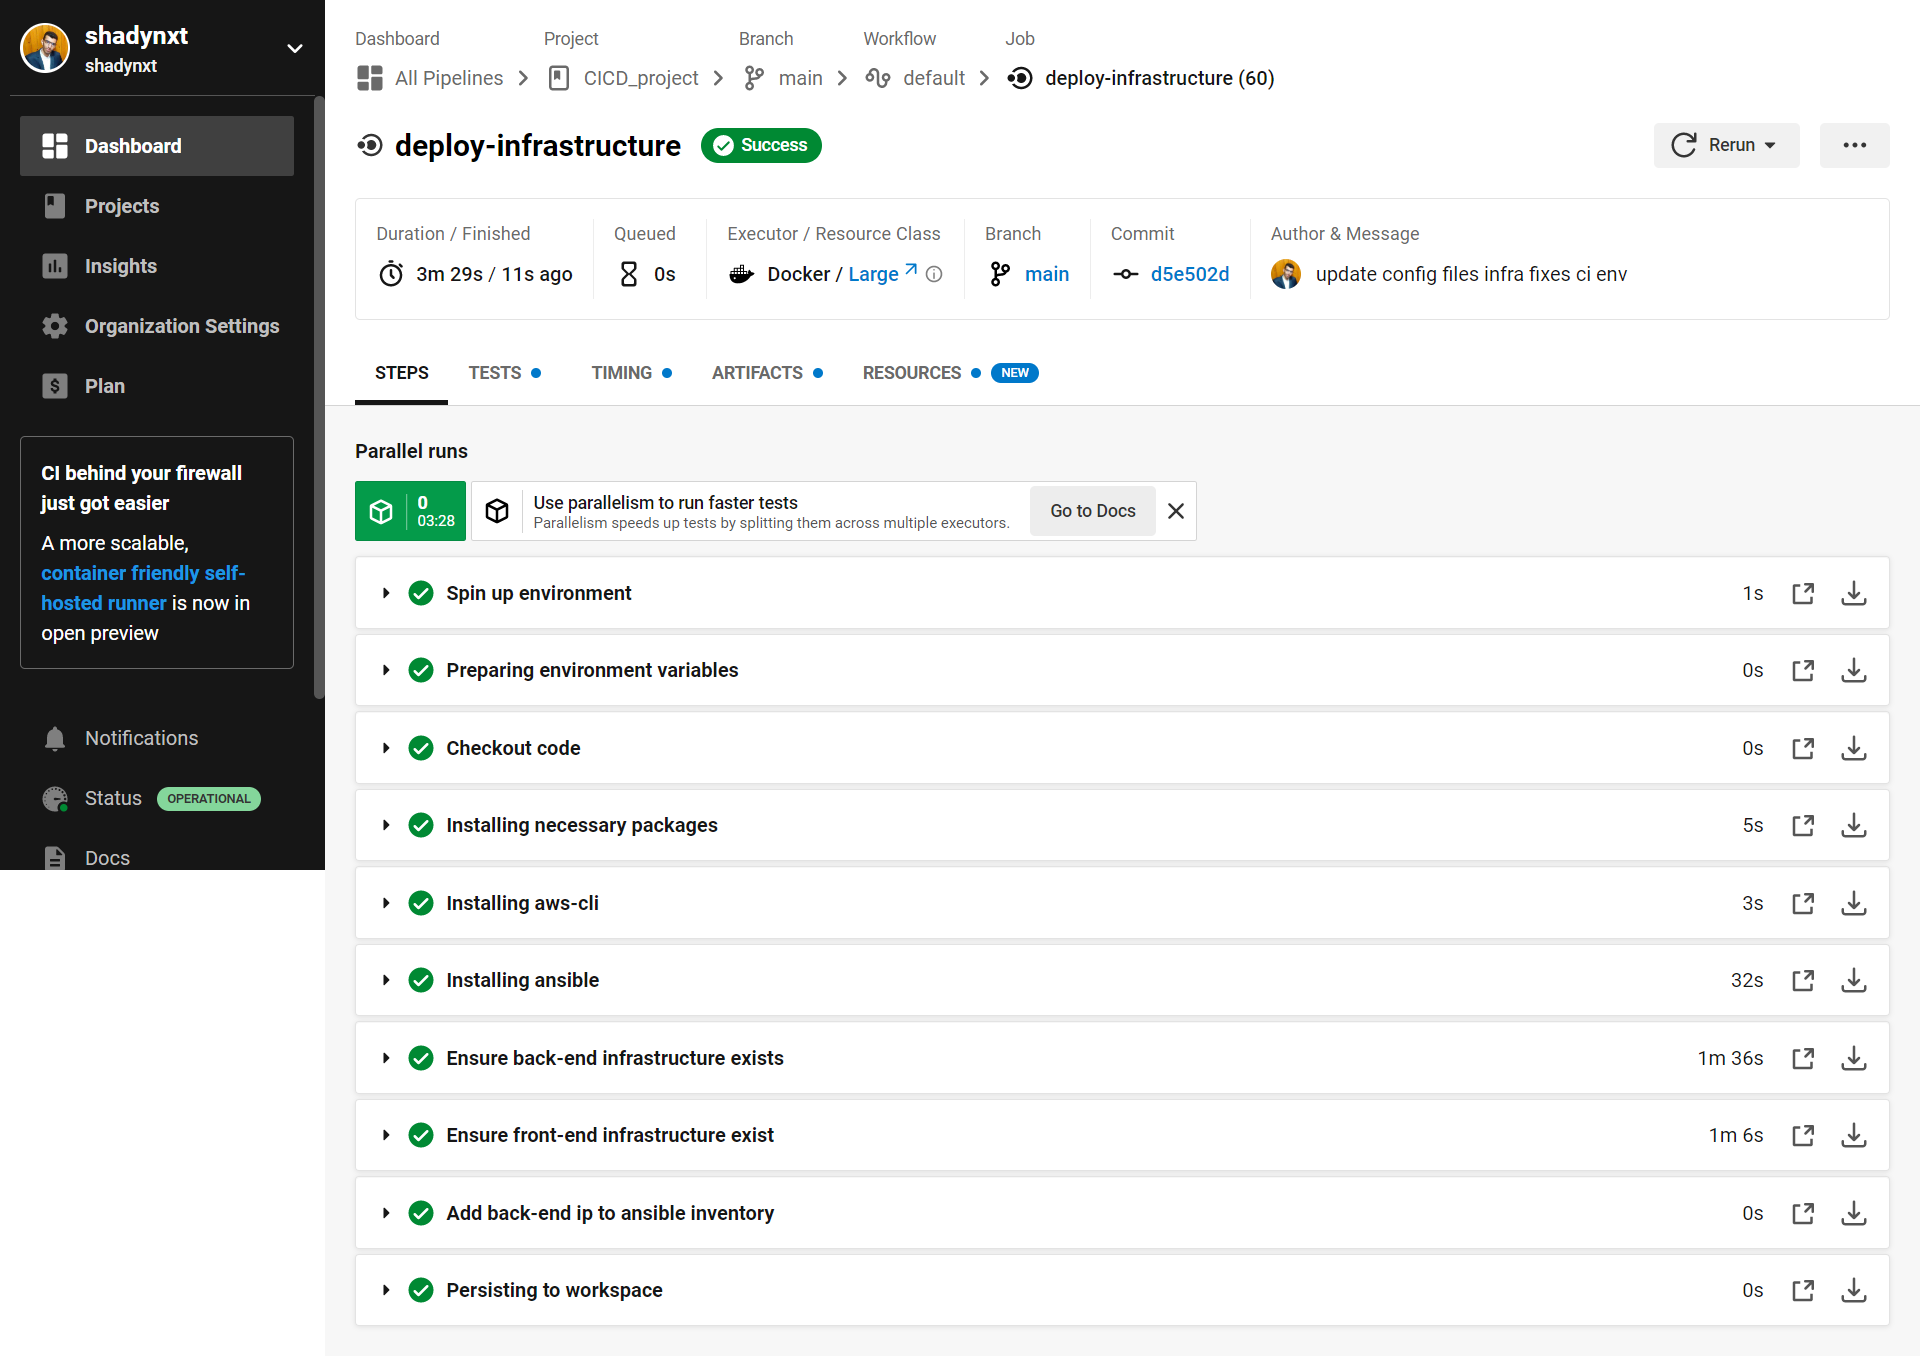 shadynxt
shadynxt
Dashboard
Projects
Insights
Organization Settings
Plan
CI behind your firewall
just got easier
A more scalable,
container friendly self-
hosted runner is now in
open preview
Notifications
Status OPERATIONAL
Docs
Dashboard Project Branch Workflow Job
All Pipelines CICD_project main default deploy-infrastructure (60)
deploy-infrastructure Success
Rerun
Duration / Finished Queued Executor / Resource Class Branch Commit Author & Message
3m 29s / 11s ago 0s Docker / Large main d5e502d update config files infra fixes ci env
STEPS TESTS TIMING ARTIFACTS RESOURCES NEW
Parallel runs
0
03:28
Use parallelism to run faster tests
Parallelism speeds up tests by splitting them across multiple executors.
Go to Docs
Spin up environment 1s
Preparing environment variables 0s
Checkout code 0s
Installing necessary packages 5s
Installing aws-cli 3s
Installing ansible 32s
Ensure back-end infrastructure exists 1m 36s
Ensure front-end infrastructure exist 1m 6s
Add back-end ip to ansible inventory 0s
Persisting to workspace 0s